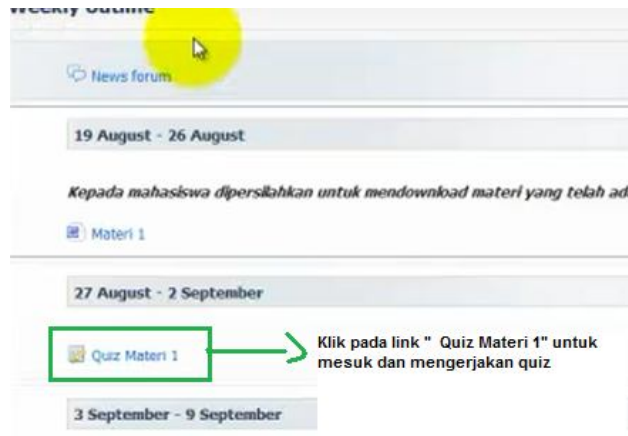 Weekly outline
News forum
19 August - 26 August
Kepada mahasiswa dipersilahkan untuk mendownload materi yang telah ad
Materi 1
27 August - 2 September
Quiz Materi 1
Klik pada link " Quiz Materi 1" untuk
mesuk dan mengerjakan quiz
3 September - 9 September